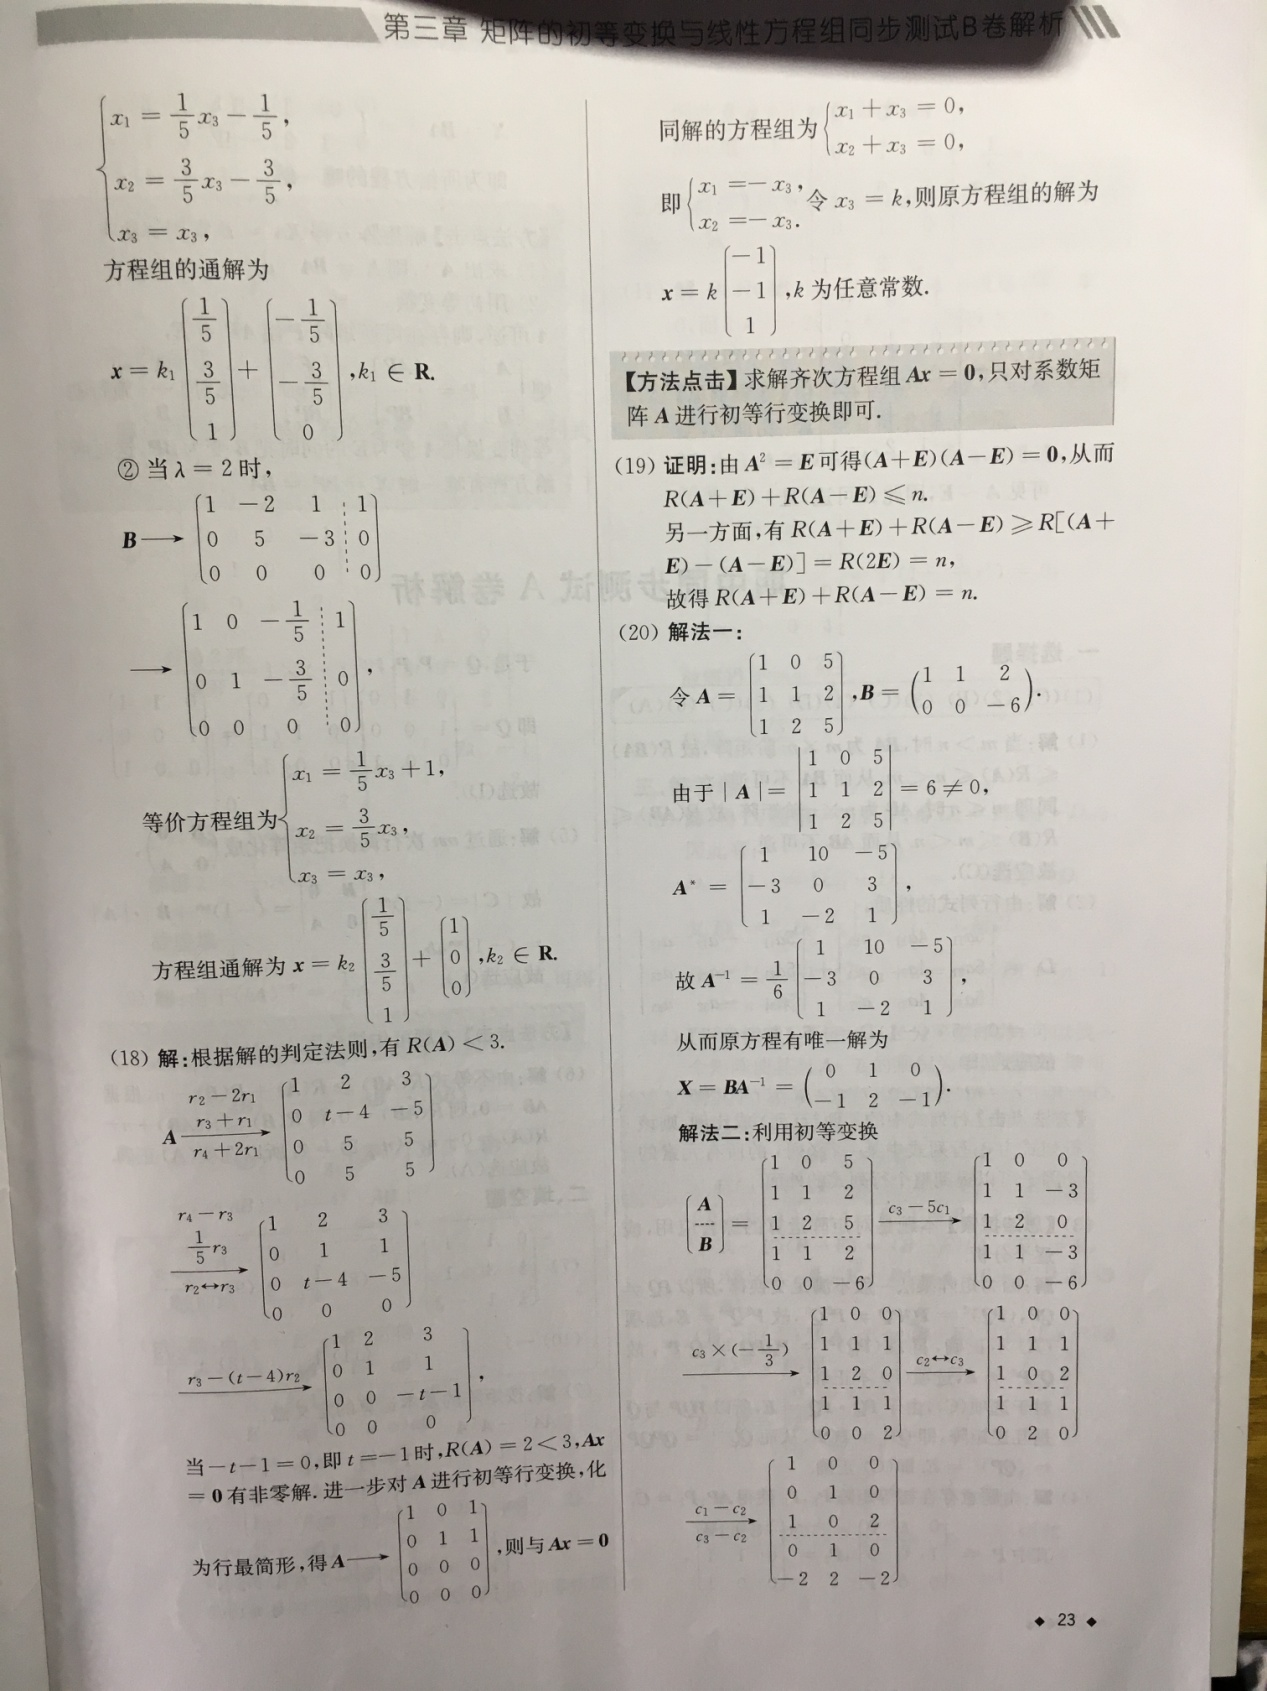 第三章 矩阵的初等变换与线性方程组同步测试B卷解析
x₁ = 1/5 x₃ − 1/5,
x₂ = 3/5 x₃ − 3/5,
x₃ = x₃,
方程组的通解为
x = k₁ [1/5; 3/5; 1] + [−1/5; −3/5; 0], k₁ ∈ R.
② 当 λ = 2 时,
B → [1 −2 1 ┊ 1; 0 5 −3 ┊ 0; 0 0 0 ┊ 0]
→ [1 0 −1/5 ┊ 1; 0 1 −3/5 ┊ 0; 0 0 0 ┊ 0],
等价方程组为 { x₁ = 1/5 x₃ + 1, x₂ = 3/5 x₃, x₃ = x₃,
方程组通解为 x = k₂ [1/5; 3/5; 1] + [1; 0; 0], k₂ ∈ R.
(18) 解:根据解的判定法则,有 R(A) < 3.
A → (r₂ − 2r₁, r₃ + r₁, r₄ + 2r₁) [1 2 3; 0 t−4 −5; 0 5 5; 0 5 5]
→ (r₄ − r₃, 1/5 r₃, r₂↔r₃) [1 2 3; 0 1 1; 0 t−4 −5; 0 0 0]
→ (r₃ − (t−4)r₂) [1 2 3; 0 1 1; 0 0 −t−1; 0 0 0],
当 −t−1 = 0,即 t = −1 时,R(A) = 2 < 3,Ax
= 0 有非零解. 进一步对 A 进行初等行变换,化
为行最简形,得 A → [1 0 1; 0 1 1; 0 0 0; 0 0 0],则与 Ax = 0
同解的方程组为 { x₁ + x₃ = 0, x₂ + x₃ = 0,
即 { x₁ = −x₃, x₂ = −x₃. 令 x₃ = k,则原方程组的解为
x = k [−1; −1; 1], k 为任意常数.
【方法点击】求解齐次方程组 Ax = 0,只对系数矩
阵 A 进行初等行变换即可.
(19) 证明:由 A² = E 可得(A+E)(A−E) = 0,从而
R(A+E) + R(A−E) ⩽ n.
另一方面,有 R(A+E) + R(A−E) ⩾ R[(A+
E) − (A−E)] = R(2E) = n,
故得 R(A+E) + R(A−E) = n.
(20) 解法一:
令 A = [1 0 5; 1 1 2; 1 2 5], B = (1 1 2; 0 0 −6).
由于 | A | = |1 0 5; 1 1 2; 1 2 5| = 6 ≠ 0,
A* = [1 10 −5; −3 0 3; 1 −2 1],
故 A⁻¹ = 1/6 [1 10 −5; −3 0 3; 1 −2 1],
从而原方程有唯一解为
X = BA⁻¹ = (0 1 0; −1 2 −1).
解法二:利用初等变换
[A; B] = [1 0 5; 1 1 2; 1 2 5; 1 1 2; 0 0 −6] → (c₃ − 5c₁) [1 0 0; 1 1 −3; 1 2 0; 1 1 −3; 0 0 −6]
→ (c₃×(−1/3)) [1 0 0; 1 1 1; 1 2 0; 1 1 1; 0 0 2] → (c₂↔c₃) [1 0 0; 1 1 1; 1 0 2; 1 1 1; 0 2 0]
→ (c₁ − c₂, c₃ − c₂) [1 0 0; 0 1 0; 1 0 2; 0 1 0; −2 2 −2]
◆ 23 ◆